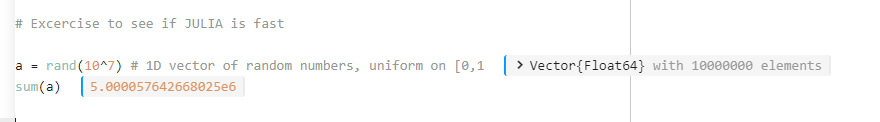 # Excercise to see if JULIA is fast
a = rand(10^7) # 1D vector of random numbers, uniform on [0,1 > Vector{Float64} with 10000000 elements
sum(a) 5.000057642668025e6